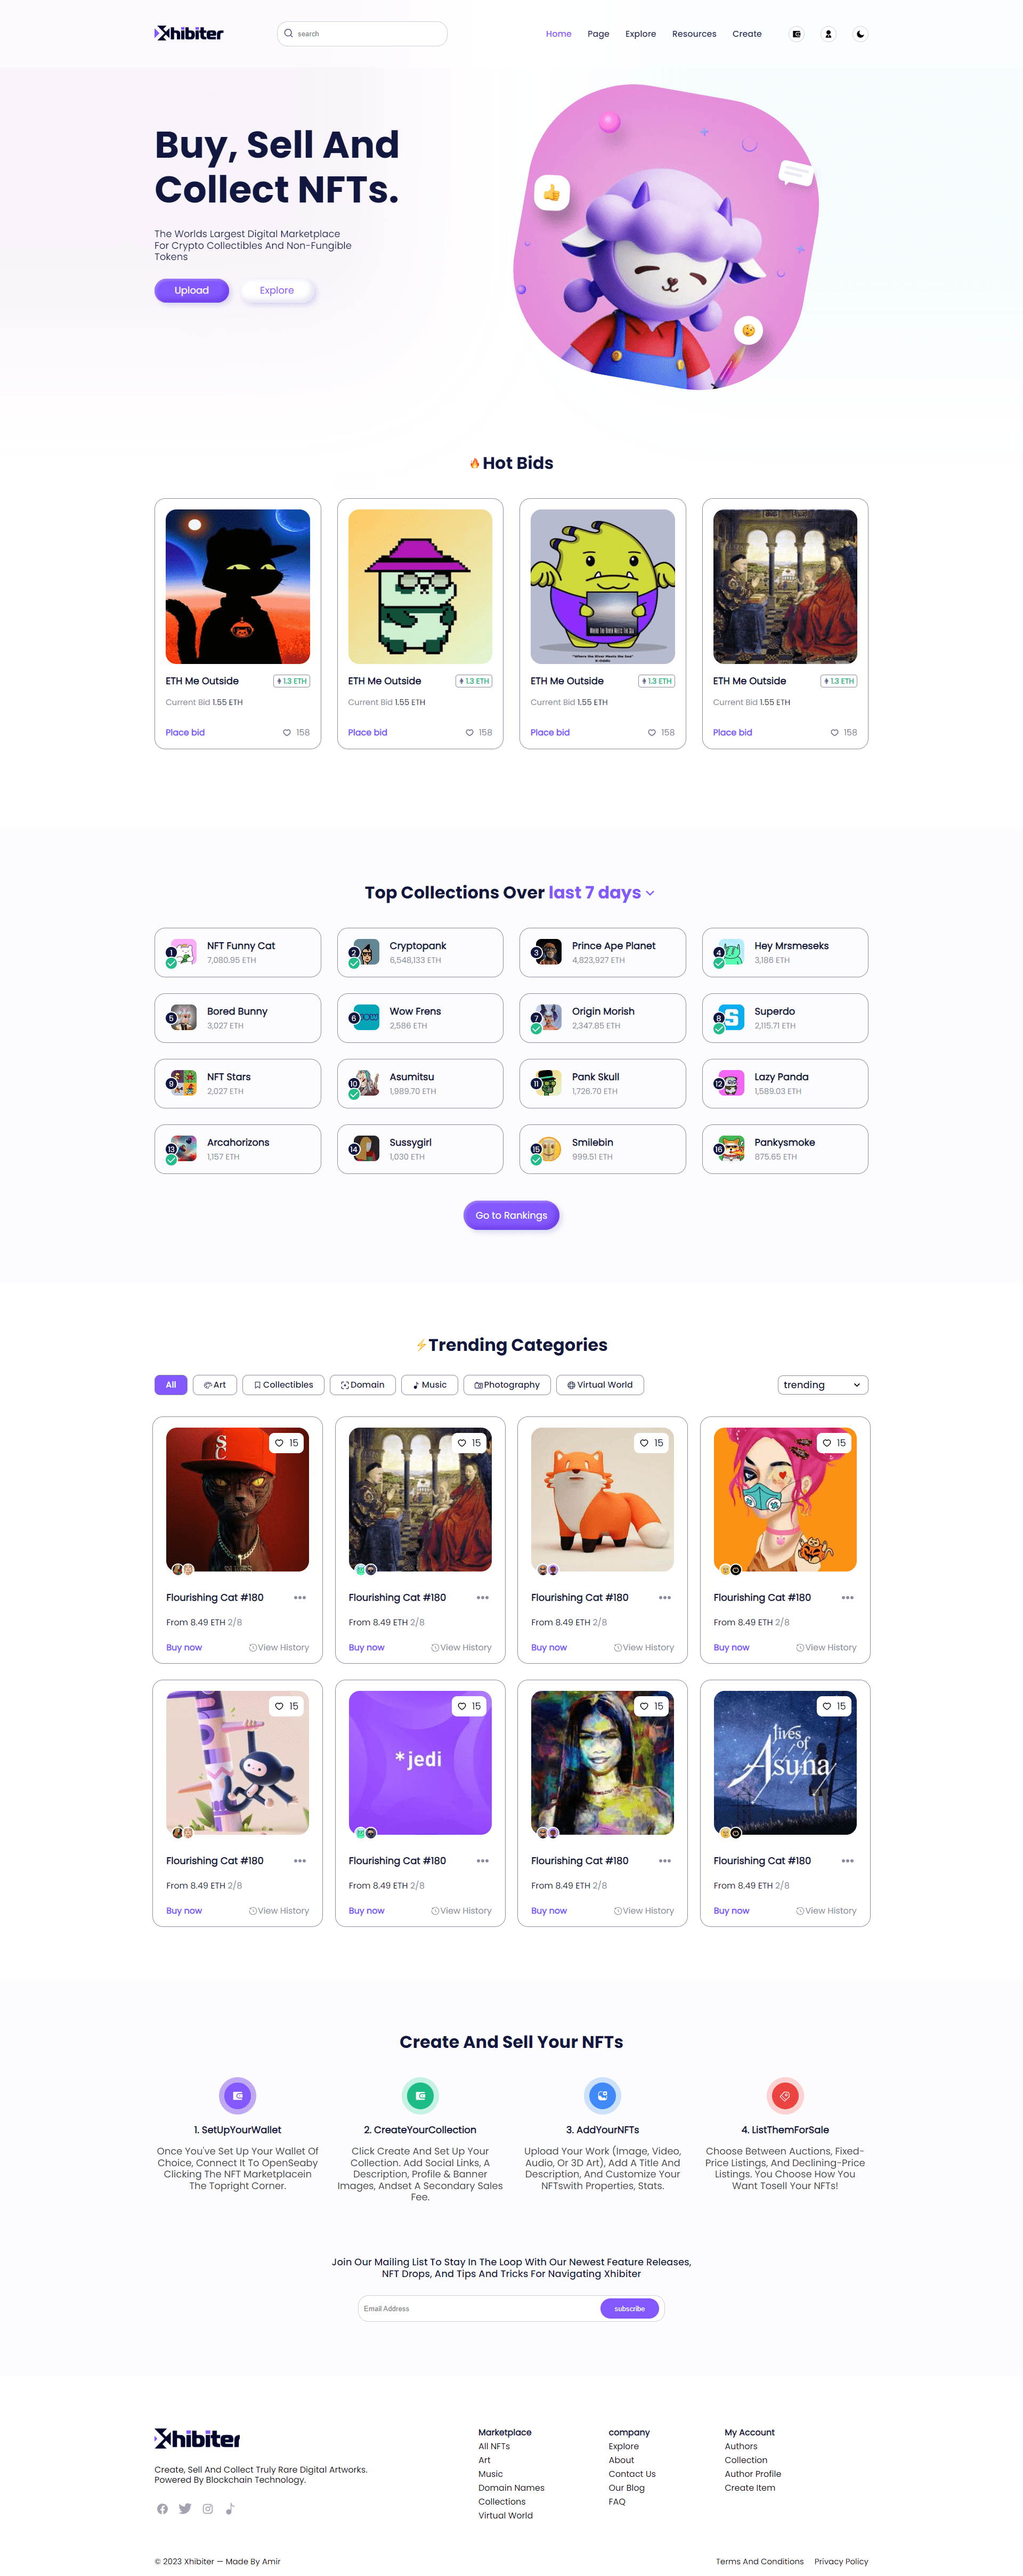 Xhibiter
search
Home Page Explore Resources Create
Buy, Sell And
Collect NFTs.
The Worlds Largest Digital Marketplace
For Crypto Collectibles And Non-Fungible
Tokens
Upload Explore
Hot Bids
Where The River Meets The Sea
"Where the River Meets the Sea"
ETH Me Outside 1.3 ETH
Current Bid 1.55 ETH
Place bid 158
ETH Me Outside 1.3 ETH
Current Bid 1.55 ETH
Place bid 158
ETH Me Outside 1.3 ETH
Current Bid 1.55 ETH
Place bid 158
ETH Me Outside 1.3 ETH
Current Bid 1.55 ETH
Place bid 158
Top Collections Over last 7 days
1 NFT Funny Cat
7,080.95 ETH
2 Cryptopank
6,548,133 ETH
3 Prince Ape Planet
4,823,927 ETH
4 Hey Mrsmeseks
3,186 ETH
5 Bored Bunny
3,027 ETH
6 Wow Frens
2,586 ETH
7 Origin Morish
2,347.85 ETH
8 Superdo
2,115.71 ETH
9 NFT Stars
2,027 ETH
10 Asumitsu
1,989.70 ETH
11 Pank Skull
1,726.70 ETH
12 Lazy Panda
1,589.03 ETH
13 Arcahorizons
1,157 ETH
14 Sussygirl
1,030 ETH
15 Smilebin
999.51 ETH
16 Pankysmoke
875.65 ETH
Go to Rankings
Trending Categories
All Art Collectibles Domain Music Photography Virtual World trending
SC
15
Flourishing Cat #180
From 8.49 ETH 2/8
Buy now View History
15
Flourishing Cat #180
From 8.49 ETH 2/8
Buy now View History
15
Flourishing Cat #180
From 8.49 ETH 2/8
Buy now View History
15
Flourishing Cat #180
From 8.49 ETH 2/8
Buy now View History
15
Flourishing Cat #180
From 8.49 ETH 2/8
Buy now View History
15
*jedi
Flourishing Cat #180
From 8.49 ETH 2/8
Buy now View History
15
Flourishing Cat #180
From 8.49 ETH 2/8
Buy now View History
15
lives
of
Asuna
Flourishing Cat #180
From 8.49 ETH 2/8
Buy now View History
Create And Sell Your NFTs
1. SetUpYourWallet
Once You've Set Up Your Wallet Of
Choice, Connect It To OpenSeaby
Clicking The NFT Marketplacein
The Topright Corner.
2. CreateYourCollection
Click Create And Set Up Your
Collection. Add Social Links, A
Description, Profile & Banner
Images, Andset A Secondary Sales
Fee.
3. AddYourNFTs
Upload Your Work (Image, Video,
Audio, Or 3D Art), Add A Title And
Description, And Customize Your
NFTswith Properties, Stats.
4. ListThemForSale
Choose Between Auctions, Fixed-
Price Listings, And Declining-Price
Listings. You Choose How You
Want Tosell Your NFTs!
Join Our Mailing List To Stay In The Loop With Our Newest Feature Releases,
NFT Drops, And Tips And Tricks For Navigating Xhibiter
Email Address subscribe
Xhibiter
Create, Sell And Collect Truly Rare Digital Artworks.
Powered By Blockchain Technology.
Marketplace
All NFTs
Art
Music
Domain Names
Collections
Virtual World
company
Explore
About
Contact Us
Our Blog
FAQ
My Account
Authors
Collection
Author Profile
Create Item
© 2023 Xhibiter — Made By Amir
Terms And Conditions Privacy Policy